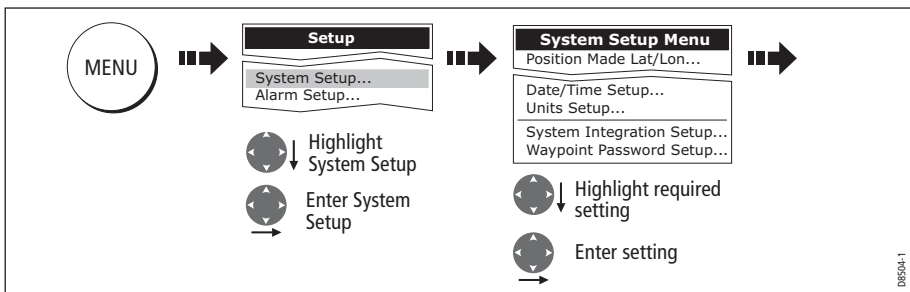 MENU
Setup
System Setup...
Alarm Setup...
Highlight
System Setup
Enter System
Setup
System Setup Menu
Position Made Lat/Lon...
Date/Time Setup...
Units Setup...
System Integration Setup...
Waypoint Password Setup...
Highlight required
setting
Enter setting
D8504-1